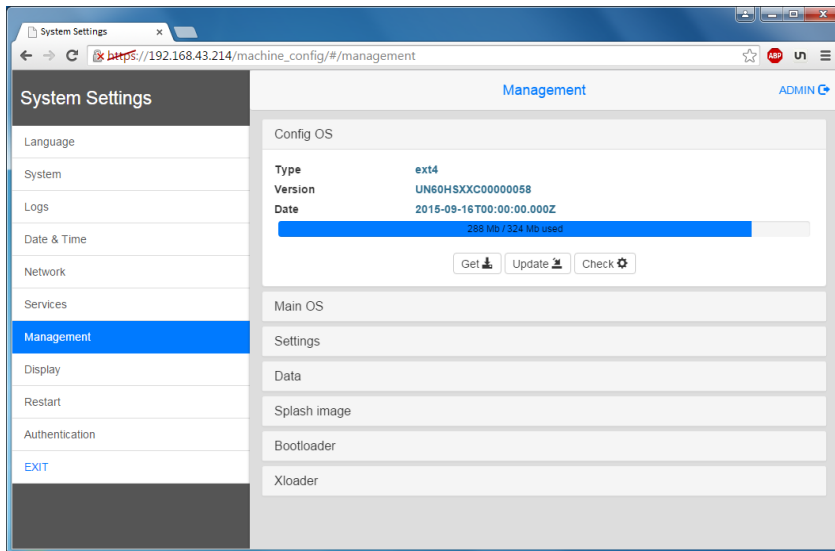 System Settings
https://192.168.43.214/machine_config/#/management
ABP
System Settings
Management
ADMIN
Language
System
Logs
Date & Time
Network
Services
Management
Display
Restart
Authentication
EXIT
Config OS
Type ext4
Version UN60HSXXC00000058
Date 2015-09-16T00:00:00.000Z
288 Mb / 324 Mb used
Get Update Check
Main OS
Settings
Data
Splash image
Bootloader
Xloader